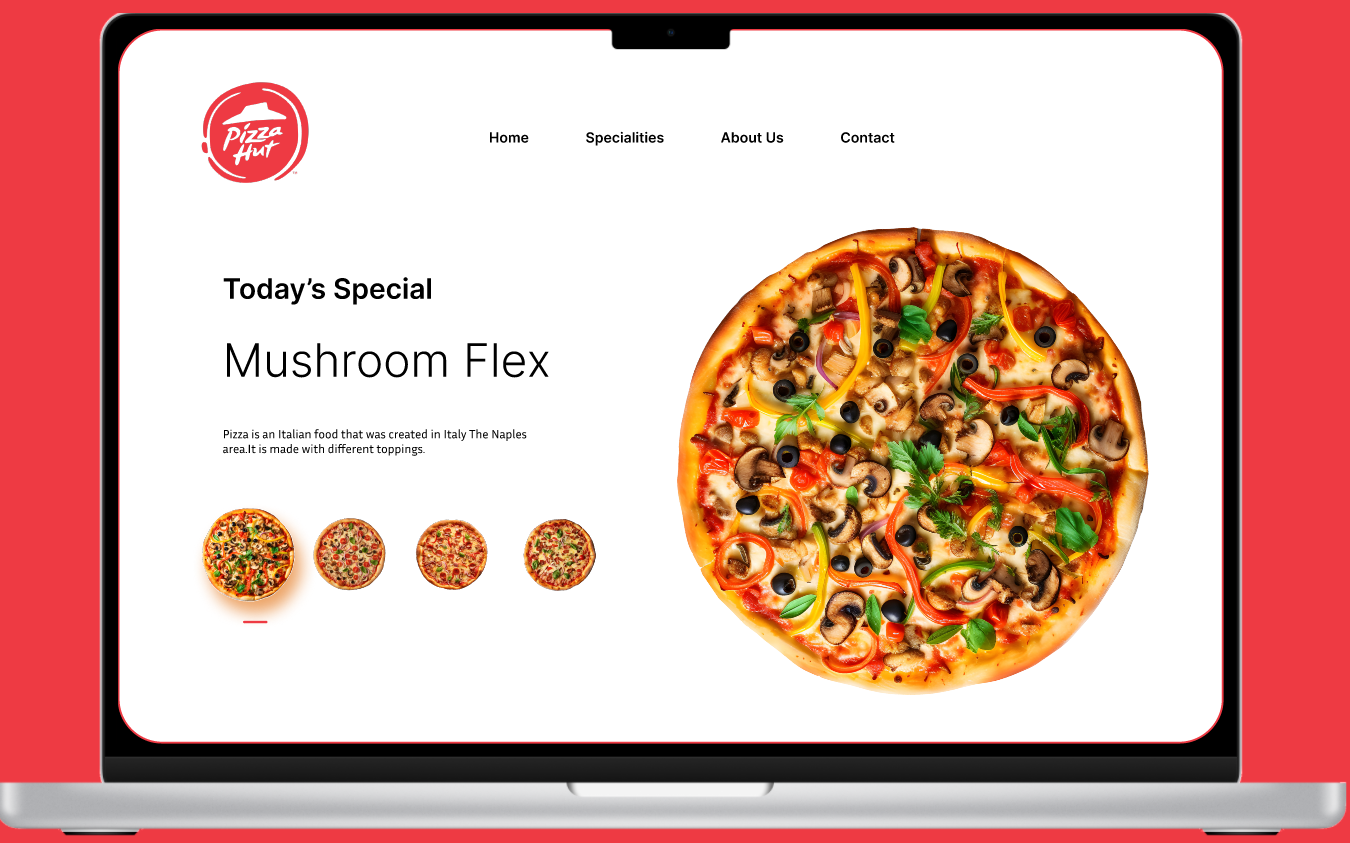 Pizza
Hut
Home Specialities About Us Contact
Today’s Special
Mushroom Flex
Pizza is an Italian food that was created in Italy The Naples
area.It is made with different toppings.